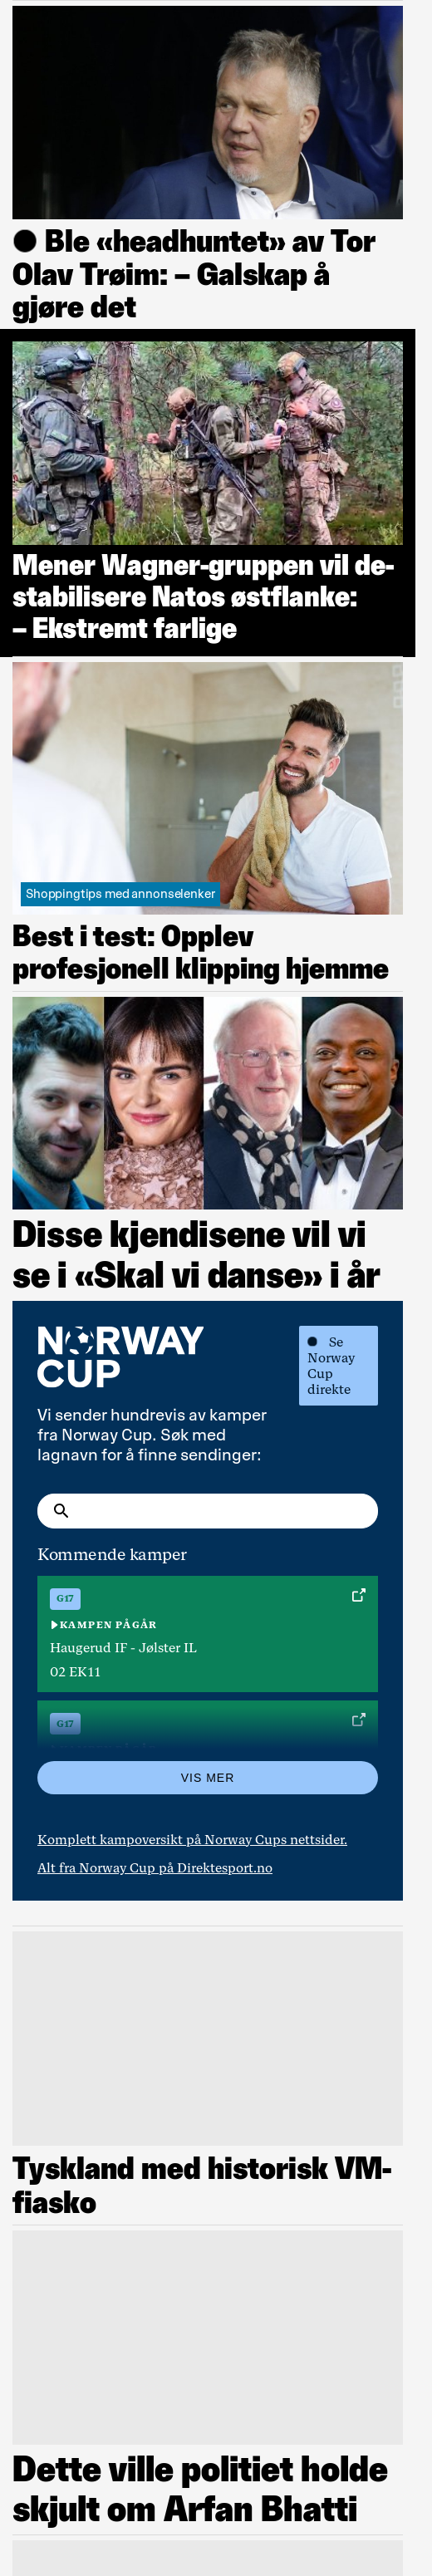 Ble «headhuntet» av Tor
Olav Trøim: – Galskap å
gjøre det
Mener Wagner-gruppen vil de-
stabilisere Natos østflanke:
– Ekstremt farlige
Shoppingtips med annonselenker
Best i test: Opplev
profesjonell klipping hjemme
Disse kjendisene vil vi
se i «Skal vi danse» i år
NORWAY
CUP
Se
Norway
Cup
direkte
Vi sender hundrevis av kamper
fra Norway Cup. Søk med
lagnavn for å finne sendinger:
Kommende kamper
G17
KAMPEN PÅGÅR
Haugerud IF - Jølster IL
02 EK11
G17
VIS MER
Komplett kampoversikt på Norway Cups nettsider.
Alt fra Norway Cup på Direktesport.no
Tyskland med historisk VM-
fiasko
Dette ville politiet holde
skjult om Arfan Bhatti